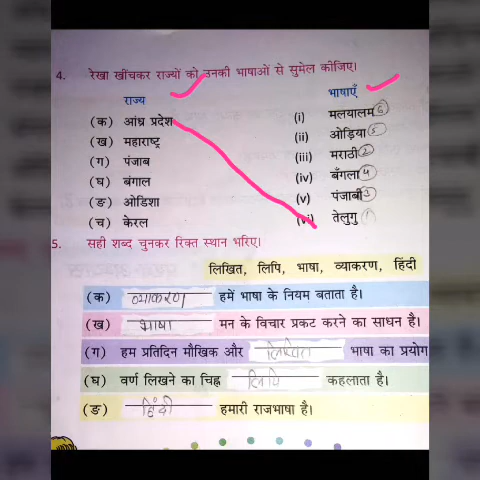 4. रेखा खींचकर राज्यों को उनकी भाषाओं से सुमेल कीजिए।
राज्य भाषाएँ
(क) आंध्र प्रदेश (i) मलयालम 6
(ख) महाराष्ट्र (ii) ओड़िया 5
(ग) पंजाब (iii) मराठी 2
(घ) बंगाल (iv) बँगला 4
(ङ) ओडिशा (v) पंजाबी 3
(च) केरल (vi) तेलुगु 1
5. सही शब्द चुनकर रिक्त स्थान भरिए।
लिखित, लिपि, भाषा, व्याकरण, हिंदी
(क) व्याकरण हमें भाषा के नियम बताता है।
(ख) भाषा मन के विचार प्रकट करने का साधन है।
(ग) हम प्रतिदिन मौखिक और लिखित भाषा का प्रयोग
(घ) वर्ण लिखने का चिह्न लिपि कहलाता है।
(ङ) हिंदी हमारी राजभाषा है।